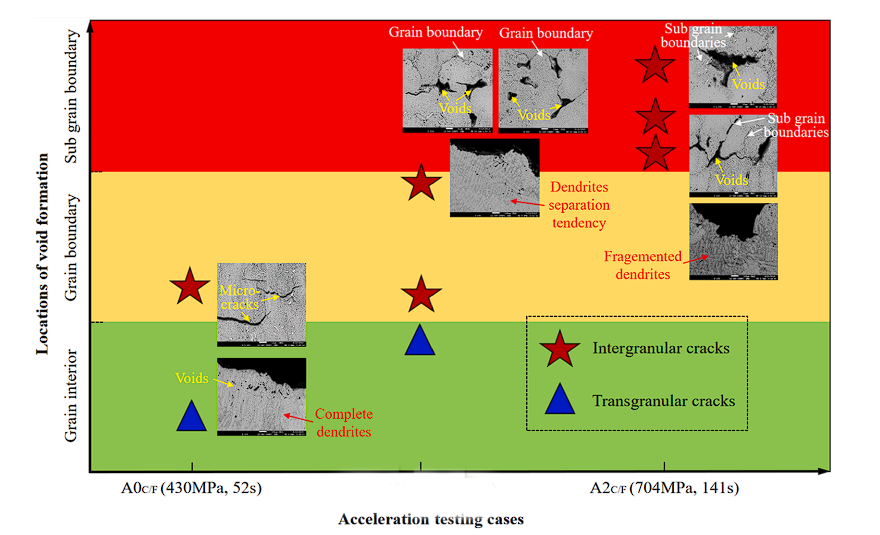 Sub grain boundary
Grain boundary
Grain interior
Locations of void formation
Grain boundary
Voids
Grain boundary
Voids
Sub grain
boundaries
Voids
Sub grain
boundaries
Voids
Dendrites
separation
tendency
Fragemented
dendrites
Micro-
cracks
Voids
Complete
dendrites
Intergranular cracks
Transgranular cracks
A0C/F (430MPa, 52s)
A2C/F (704MPa, 141s)
Acceleration testing cases